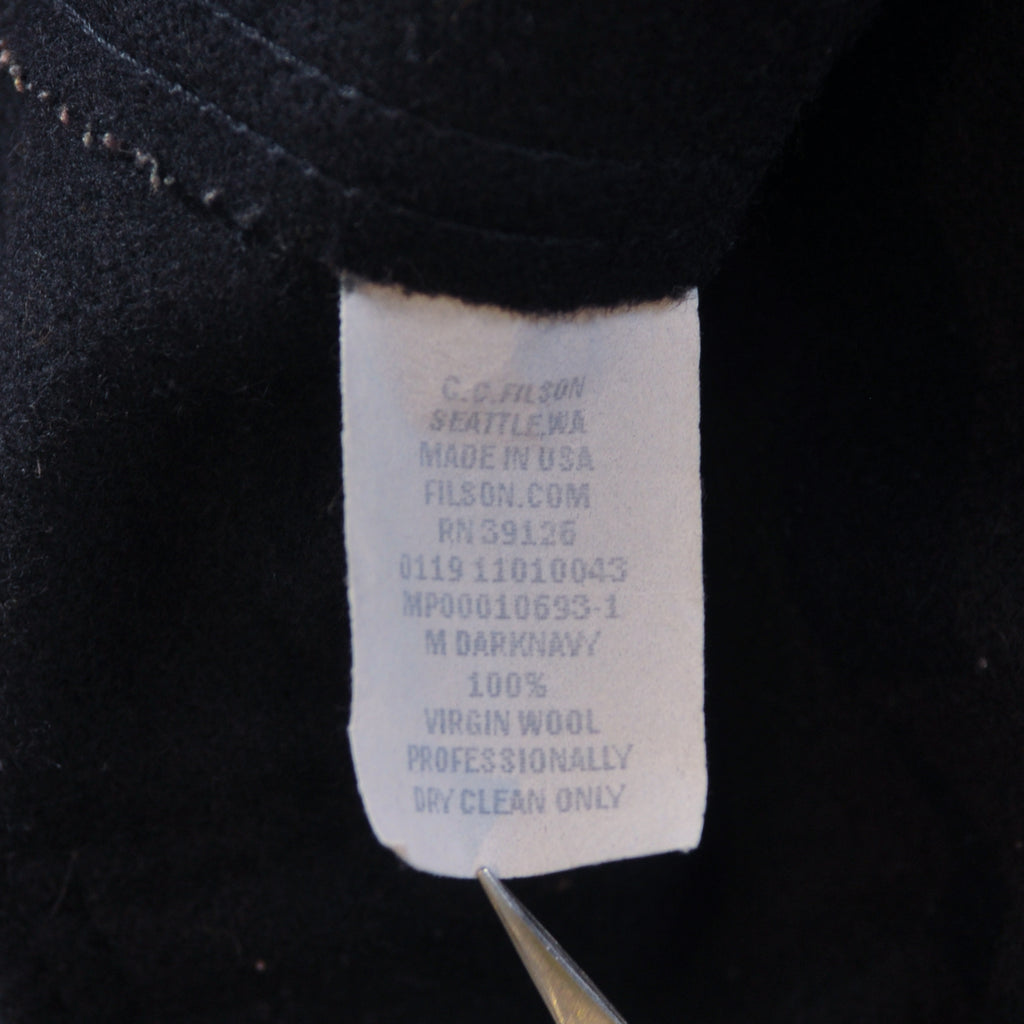 C.C.FILSON
SEATTLE,WA
MADE IN USA
FILSON.COM
RN 39126
0119 11010043
MP00010693-1
M DARKNAVY
100%
VIRGIN WOOL
PROFESSIONALLY
DRY CLEAN ONLY